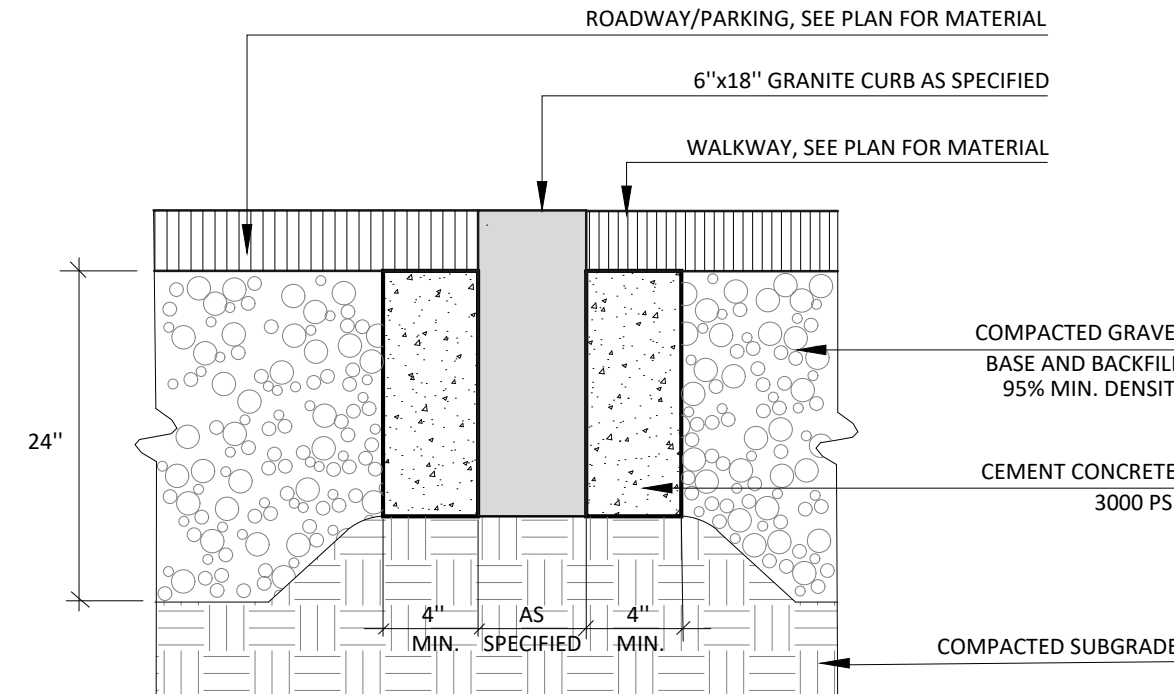 ROADWAY/PARKING, SEE PLAN FOR MATERIAL
6''x18'' GRANITE CURB AS SPECIFIED
WALKWAY, SEE PLAN FOR MATERIAL
COMPACTED GRAVE
BASE AND BACKFIL
95% MIN. DENSIT
24''
CEMENT CONCRETE
3000 PS
4'' AS 4''
MIN. SPECIFIED MIN.
COMPACTED SUBGRADE